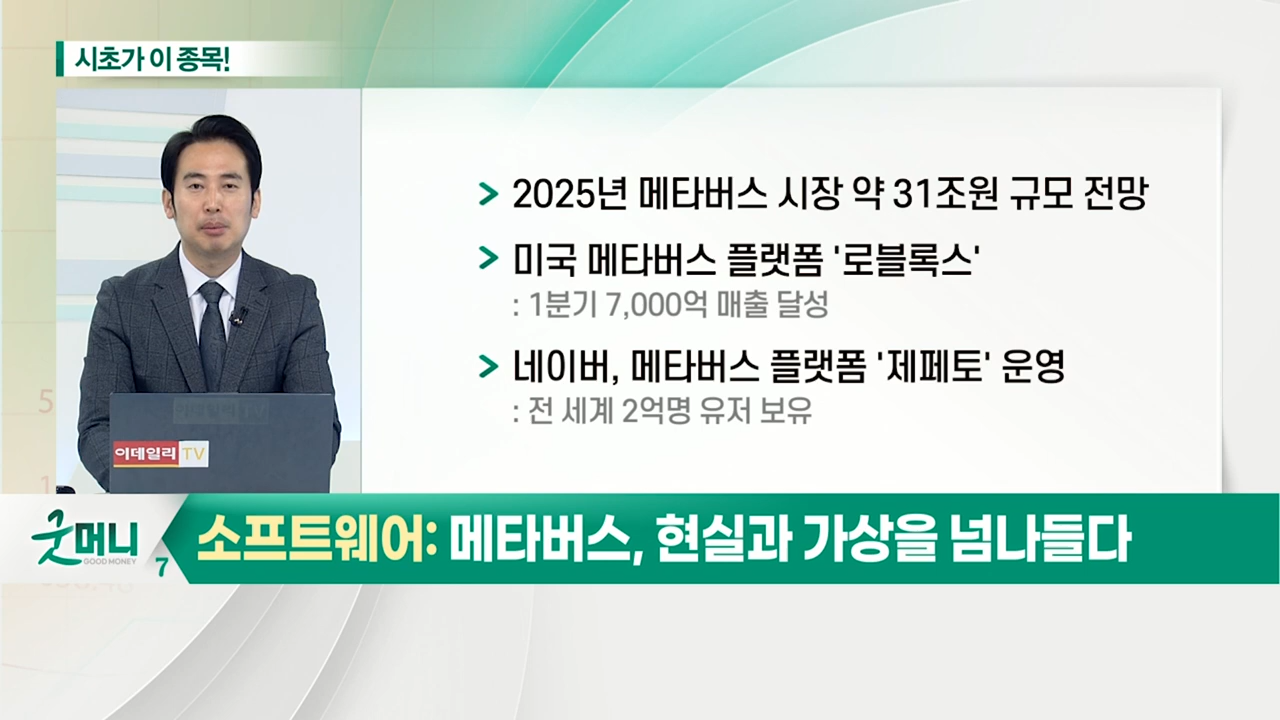 시초가 이 종목!
> 2025년 메타버스 시장 약 31조원 규모 전망
> 미국 메타버스 플랫폼 '로블록스'
: 1분기 7,000억 매출 달성
> 네이버, 메타버스 플랫폼 '제페토' 운영
: 전 세계 2억명 유저 보유
이데일리 TV
굿머니
GOOD MONEY
7
소프트웨어: 메타버스, 현실과 가상을 넘나들다